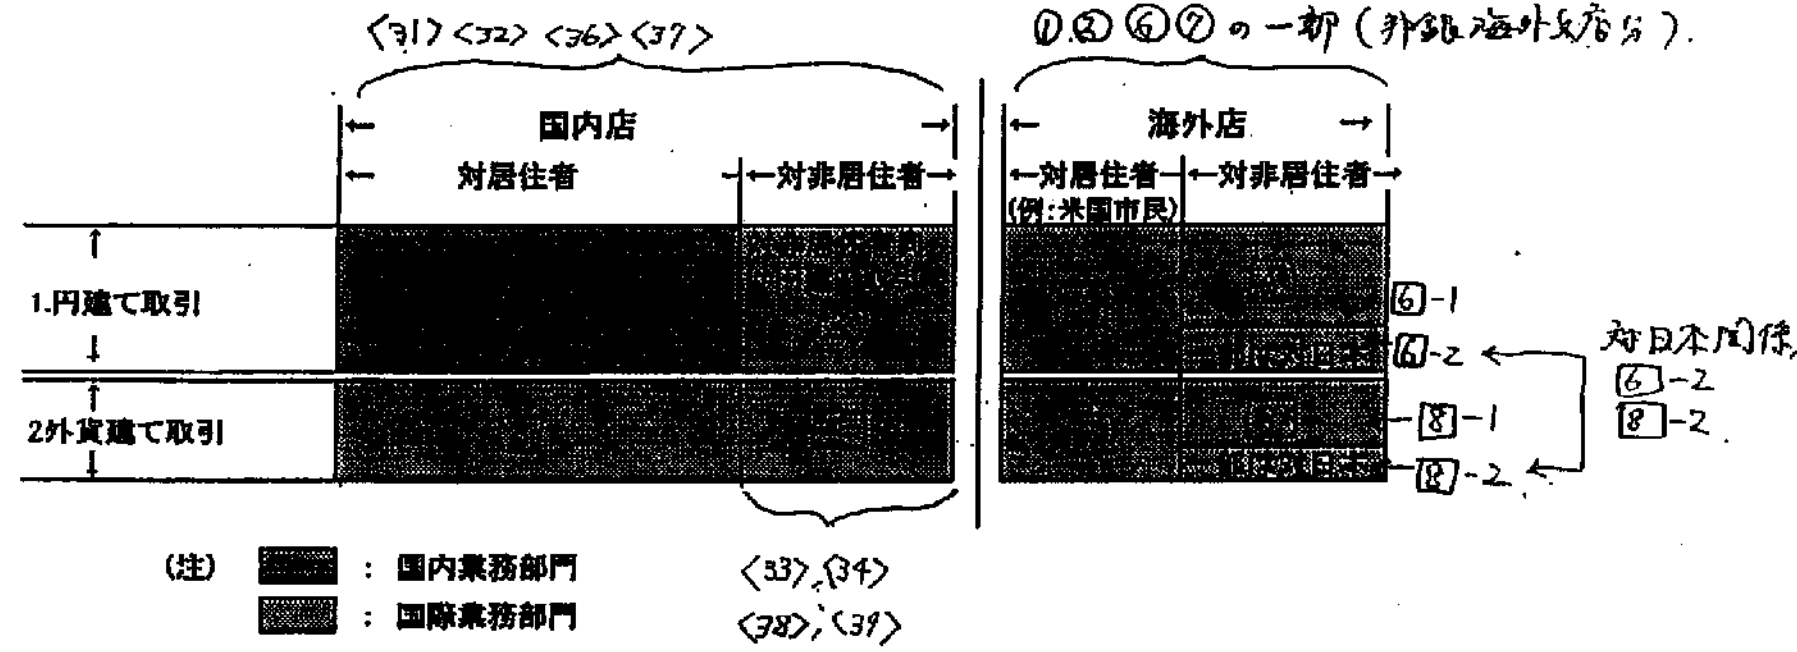 〈31〉〈32〉〈36〉〈37〉
①.②⑥⑦の一部(邦銀海外支店分).
←国内店→
←海外店→
←対居住者→
←対非居住者→
←対居住者→
←対非居住者→
(例:米国市民)
1.円建て取引
6-1
6-2
対日本関係
6-2
8-2
2外貨建て取引
8-1
8-2
(注) : 国内業務部門
: 国際業務部門
〈33〉,〈34〉
〈38〉,〈39〉